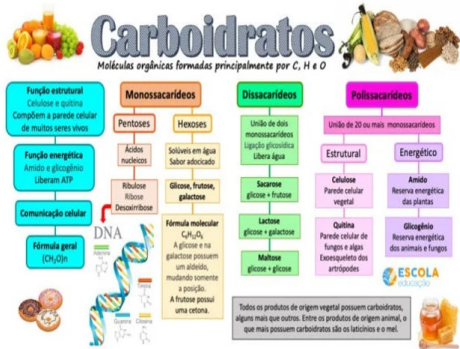 Carboidratos
Moléculas orgânicas formadas principalmente por C, H e O
Função estrutural
Celulose e quitina
Compõem a parede celular
de muitos seres vivos
Função energética
Amido e glicogênio
Liberam ATP
Comunicação celular
Fórmula geral
(CH₂O)n
Monossacarídeos
Pentoses
Ácidos
nucleicos
Ribulose
Ribose
Desoxirribose
DNA
Adenina
Timina
Guanina
Citosina
Hexoses
Solúveis em água
Sabor adocicado
Glicose, frutose,
galactose
Fórmula molecular
C₆H₁₂O₆
A glicose e na
galactose possuem
um aldeído,
mudando somente
a posição.
A frutose possui
uma cetona.
Dissacarídeos
União de dois
monossacarídeos
Ligação glicosídica
Libera água
Sacarose
glicose + frutose
Lactose
glicose + galactose
Maltose
glicose + glicose
Polissacarídeos
União de 20 ou mais monossacarídeos
Estrutural
Celulose
Parede celular
vegetal
Quitina
Parede celular de
fungos e algas
Exoesqueleto dos
artrópodes
Energético
Amido
Reserva energética
das plantas
Glicogênio
Reserva energética
dos animais e fungos
ESCOLA
educação
Todos os produtos de origem vegetal possuem carboidratos,
alguns mais que outros. Entre os produtos de origem animal, o
que mais possuem carboidratos são os laticínios e o mel.